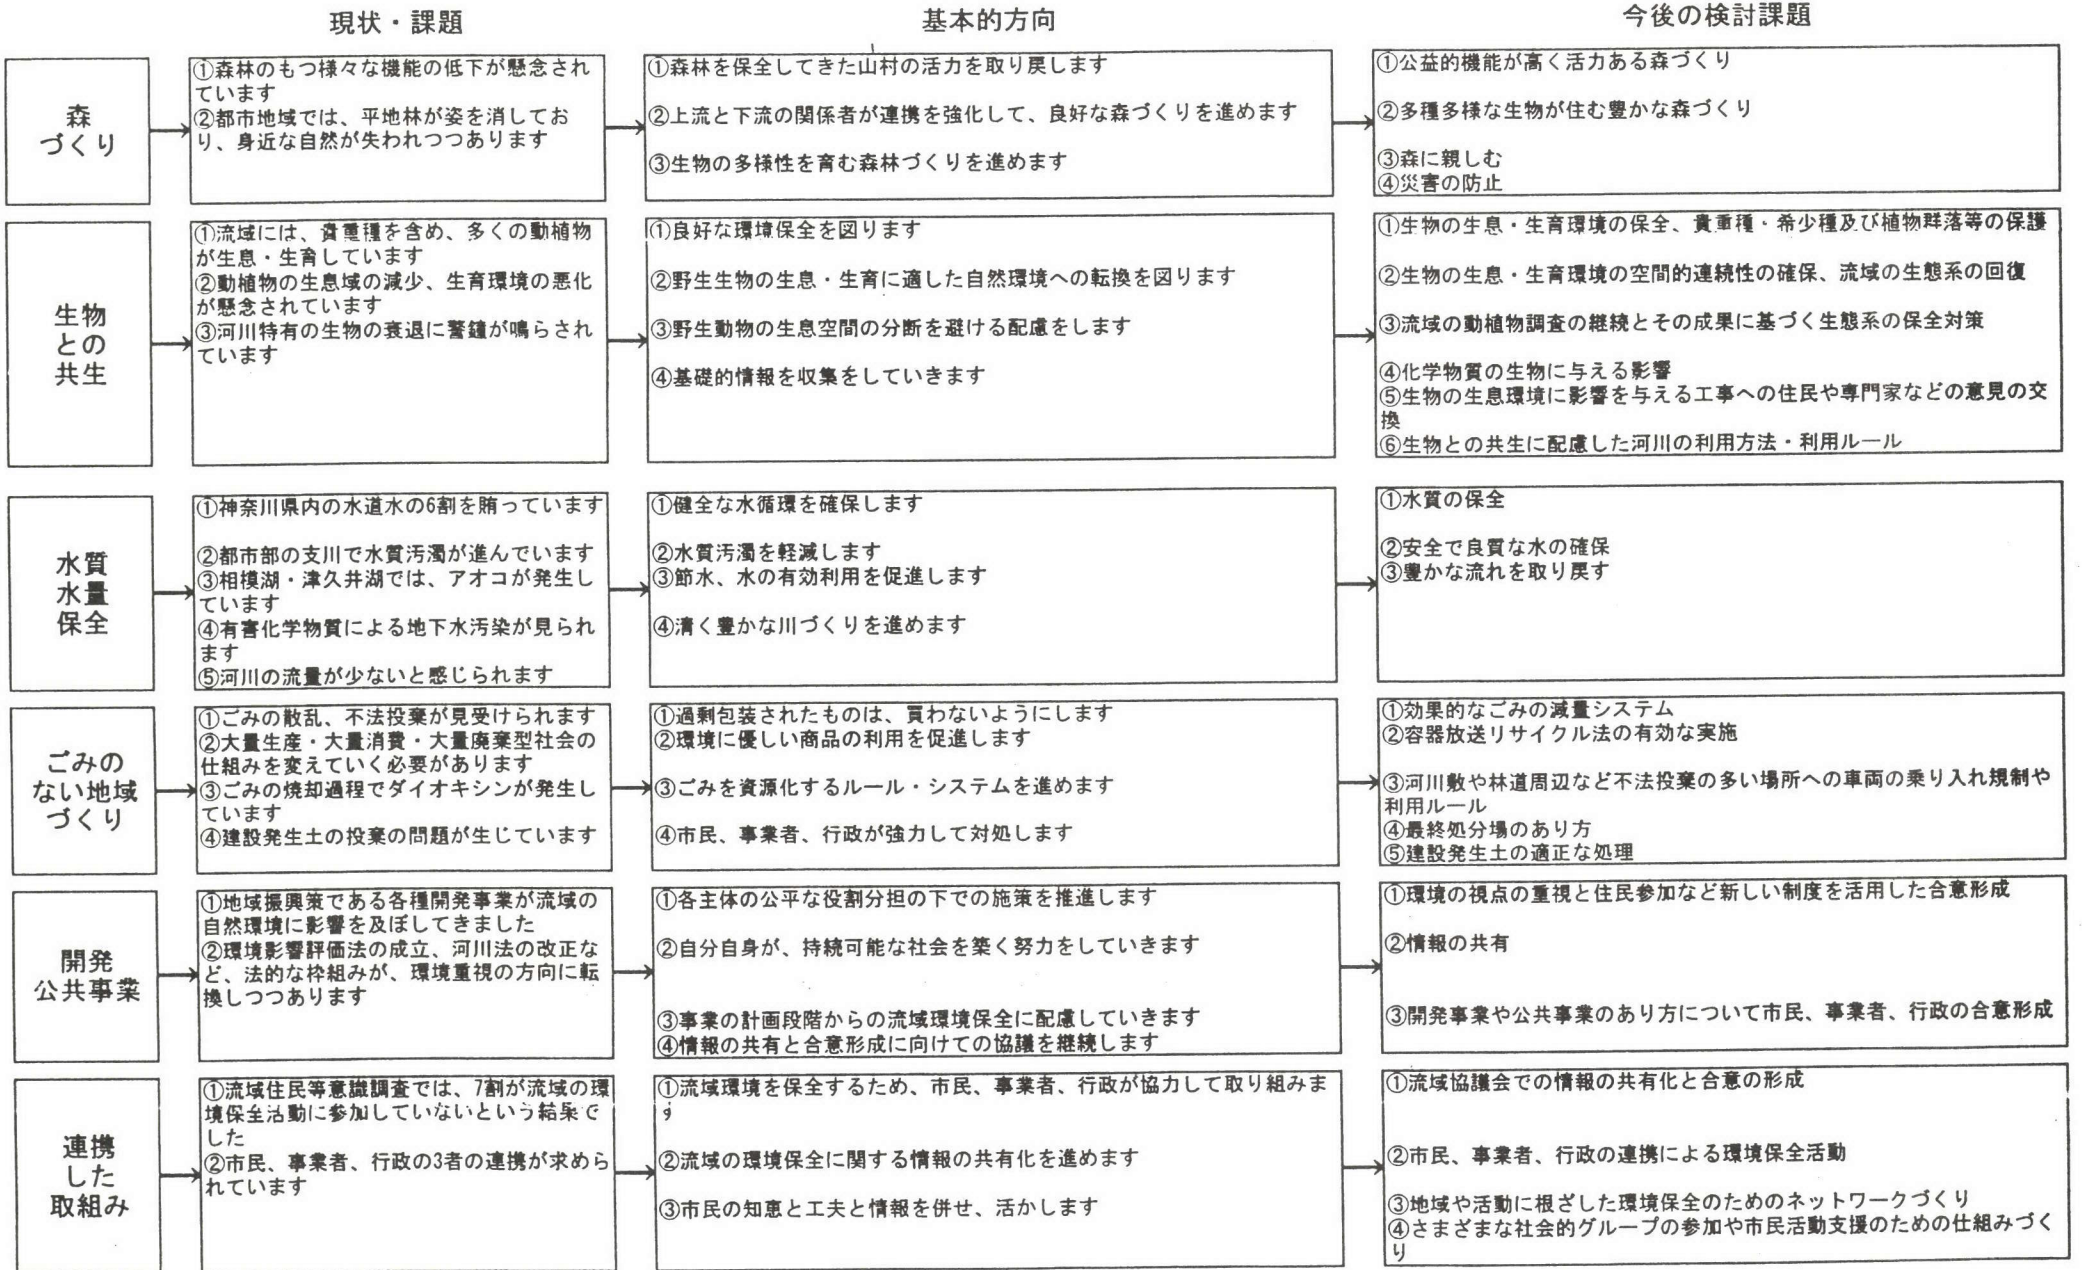 現状・課題
基本的方向
今後の検討課題
森
づくり
①森林のもつ様々な機能の低下が懸念され
ています
②都市地域では、平地林が姿を消してお
り、身近な自然が失われつつあります
①森林を保全してきた山村の活力を取り戻します
②上流と下流の関係者が連携を強化して、良好な森づくりを進めます
③生物の多様性を育む森林づくりを進めます
①公益的機能が高く活力ある森づくり
②多種多様な生物が住む豊かな森づくり
③森に親しむ
④災害の防止
生物
との
共生
①流域には、貴重種を含め、多くの動植物
が生息・生育しています
②動植物の生息域の減少、生育環境の悪化
が懸念されています
③河川特有の生物の衰退に警鐘が鳴らされ
ています
①良好な環境保全を図ります
②野生生物の生息・生育に適した自然環境への転換を図ります
③野生動物の生息空間の分断を避ける配慮をします
④基礎的情報を収集をしていきます
①生物の生息・生育環境の保全、貴重種・希少種及び植物群落等の保護
②生物の生息・生育環境の空間的連続性の確保、流域の生態系の回復
③流域の動植物調査の継続とその成果に基づく生態系の保全対策
④化学物質の生物に与える影響
⑤生物の生息環境に影響を与える工事への住民や専門家などの意見の交
換
⑥生物との共生に配慮した河川の利用方法・利用ルール
水質
水量
保全
①神奈川県内の水道水の6割を賄っています
②都市部の支川で水質汚濁が進んでいます
③相模湖・津久井湖では、アオコが発生し
ています
④有害化学物質による地下水汚染が見られ
ます
⑤河川の流量が少ないと感じられます
①健全な水循環を確保します
②水質汚濁を軽減します
③節水、水の有効利用を促進します
④清く豊かな川づくりを進めます
①水質の保全
②安全で良質な水の確保
③豊かな流れを取り戻す
ごみの
ない地域
づくり
①ごみの散乱、不法投棄が見受けられます
②大量生産・大量消費・大量廃棄型社会の
仕組みを変えていく必要があります
③ごみの焼却過程でダイオキシンが発生し
ています
④建設発生土の投棄の問題が生じています
①過剰包装されたものは、買わないようにします
②環境に優しい商品の利用を促進します
③ごみを資源化するルール・システムを進めます
④市民、事業者、行政が強力して対処します
①効果的なごみの減量システム
②容器放送リサイクル法の有効な実施
③河川敷や林道周辺など不法投棄の多い場所への車両の乗り入れ規制や
利用ルール
④最終処分場のあり方
⑤建設発生土の適正な処理
開発
公共事業
①地域振興策である各種開発事業が流域の
自然環境に影響を及ぼしてきました
②環境影響評価法の成立、河川法の改正な
ど、法的な枠組みが、環境重視の方向に転
換しつつあります
①各主体の公平な役割分担の下での施策を推進します
②自分自身が、持続可能な社会を築く努力をしていきます
③事業の計画段階からの流域環境保全に配慮していきます
④情報の共有と合意形成に向けての協議を継続します
①環境の視点の重視と住民参加など新しい制度を活用した合意形成
②情報の共有
③開発事業や公共事業のあり方について市民、事業者、行政の合意形成
連携
した
取組み
①流域住民等意識調査では、7割が流域の環
境保全活動に参加していないという結果で
した
②市民、事業者、行政の3者の連携が求めら
れています
①流域環境を保全するため、市民、事業者、行政が協力して取り組みま
す
②流域の環境保全に関する情報の共有化を進めます
③市民の知恵と工夫と情報を併せ、活かします
①流域協議会での情報の共有化と合意の形成
②市民、事業者、行政の連携による環境保全活動
③地域や活動に根ざした環境保全のためのネットワークづくり
④さまざまな社会的グループの参加や市民活動支援のための仕組みづく
り